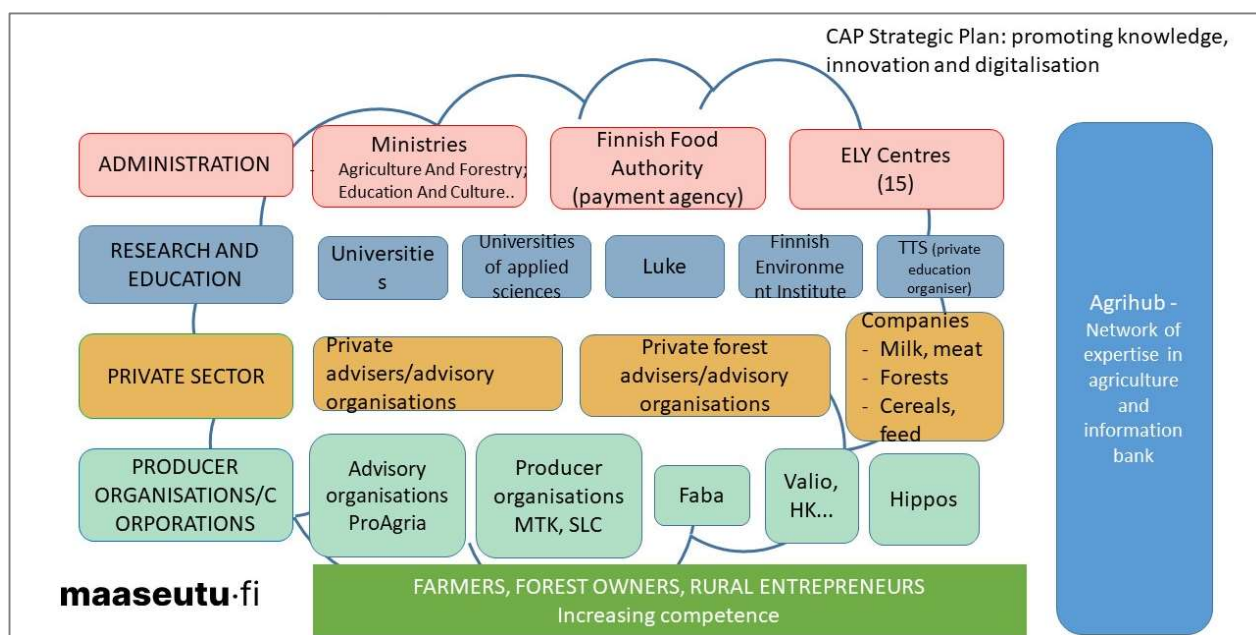 CAP Strategic Plan: promoting knowledge,
innovation and digitalisation
ADMINISTRATION
Ministries
- Agriculture And Forestry;
Education And Culture..
Finnish Food
Authority
(payment agency)
ELY Centres
(15)
RESEARCH AND
EDUCATION
Universitie
s
Universities
of applied
sciences
Luke
Finnish
Environme
nt Institute
TTS (private
education
organiser)
PRIVATE SECTOR
Private
advisers/advisory
organisations
Private forest
advisers/advisory
organisations
Companies
- Milk, meat
- Forests
- Cereals,
feed
PRODUCER
ORGANISATIONS/C
ORPORATIONS
Advisory
organisations
ProAgria
Producer
organisations
MTK, SLC
Faba
Valio,
HK...
Hippos
Agrihub -
Network of
expertise in
agriculture
and
information
bank
maaseutu·fi
FARMERS, FOREST OWNERS, RURAL ENTREPRENEURS
Increasing competence